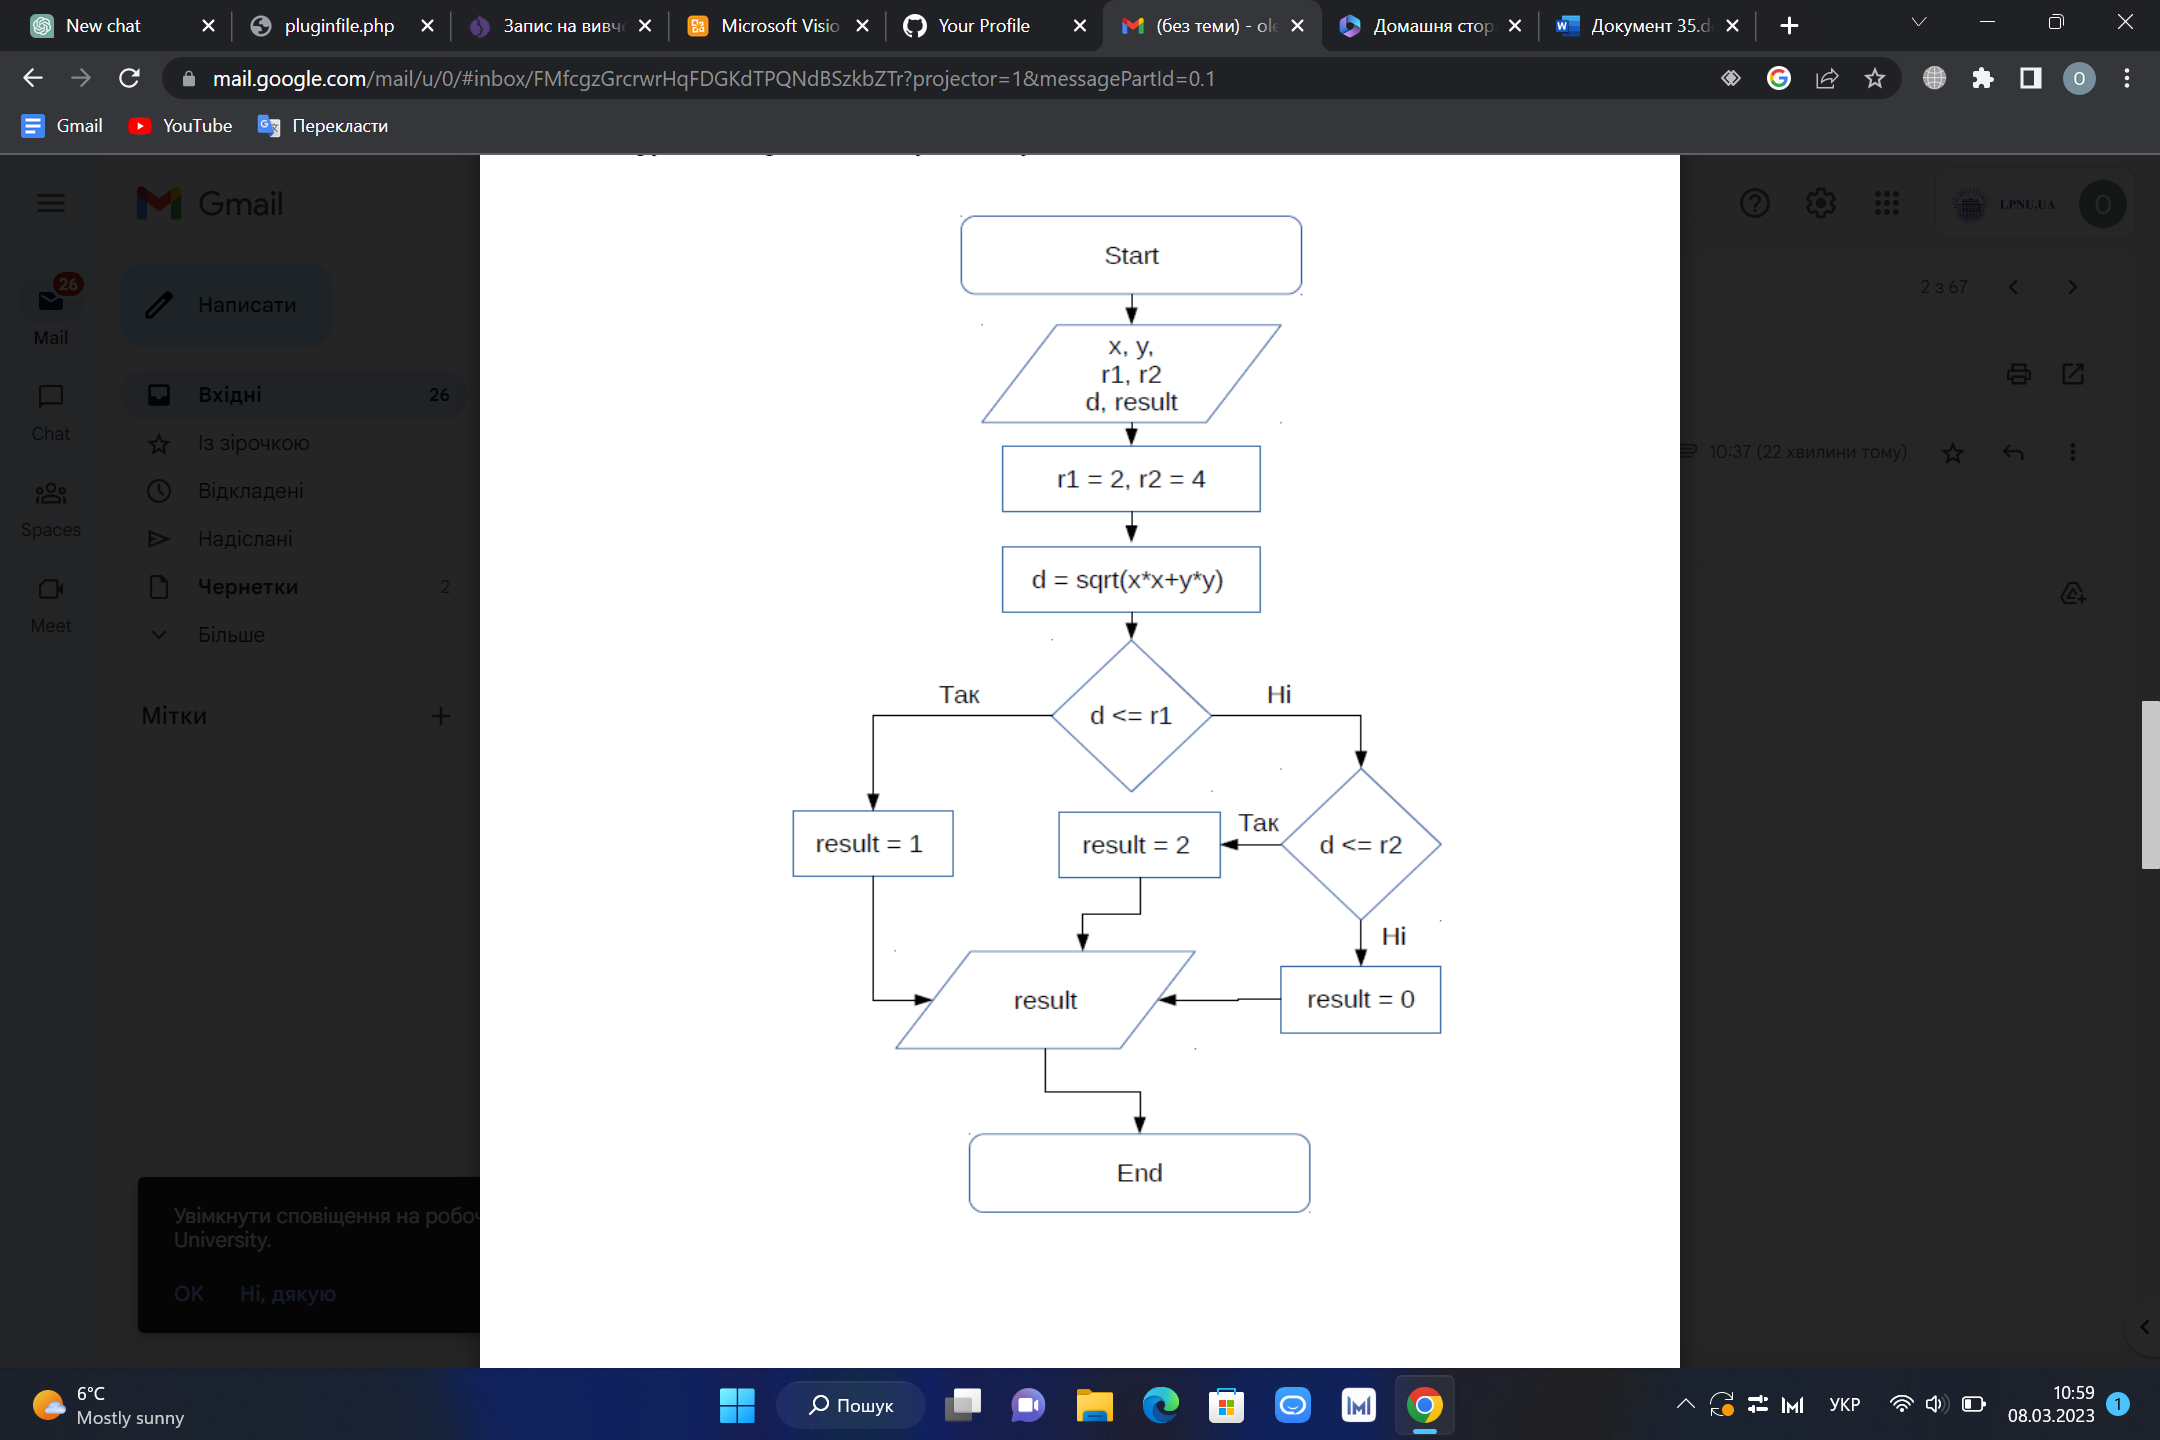 New chat
pluginfile.php
Запис на вивч
Microsoft Visio
Your Profile
(без теми) - ole
Домашня стор
Документ 35.d
mail.google.com/mail/u/0/#inbox/FMfcgzGrcrwrHqFDGKdTPQNdBSzkbZTr?projector=1&messagePartId=0.1
O
Gmail
YouTube
Перекласти
Gmail
LPNU.UA
O
26
Mail
Написати
2 з 67
Вхідні 26
Chat
Із зірочкою
10:37 (22 хвилини тому)
Відкладені
Spaces
Надіслані
Чернетки 2
Meet
Більше
Мітки
Start
x, y,
r1, r2
d, result
r1 = 2, r2 = 4
d = sqrt(x*x+y*y)
Так
d <= r1
Ні
result = 1
result = 2
Так
d <= r2
Ні
result
result = 0
End
Увімкнути сповіщення на робоч
University.
OK
Ні, дякую
6°C
Mostly sunny
Пошук
УКР
10:59
08.03.2023
1